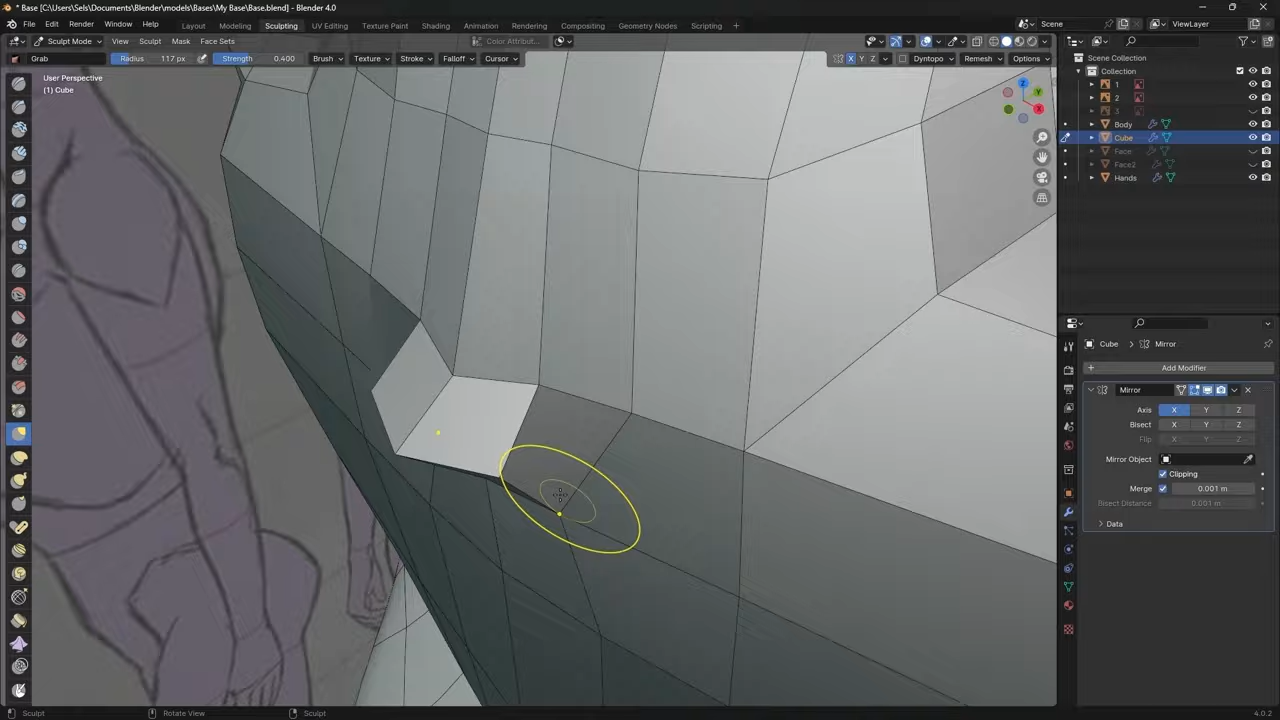 * Base [C:\Users\Sels\Documents\Blender\models\Bases\My Base\Base.blend] - Blender 4.0
File Edit Render Window Help Layout Modeling Sculpting UV Editing Texture Paint Shading Animation Rendering Compositing Geometry Nodes Scripting + Scene ViewLayer
Sculpt Mode View Sculpt Mask Face Sets Color Attribut...
Grab Radius 117 px Strength 0.400 Brush Texture Stroke Falloff Cursor X Y Z Dyntopo Remesh Options
User Perspective
(1) Cube
Z
Y
X
Scene Collection
Collection
1
2
3
Body
Cube
Face
Face2
Hands
Cube > Mirror
+ Add Modifier
Mirror
Axis X Y Z
Bisect X Y Z
Flip X Y Z
Mirror Object
Clipping
Merge 0.001 m
Bisect Distance 0.001 m
Data
Sculpt Rotate View Sculpt 4.0.2